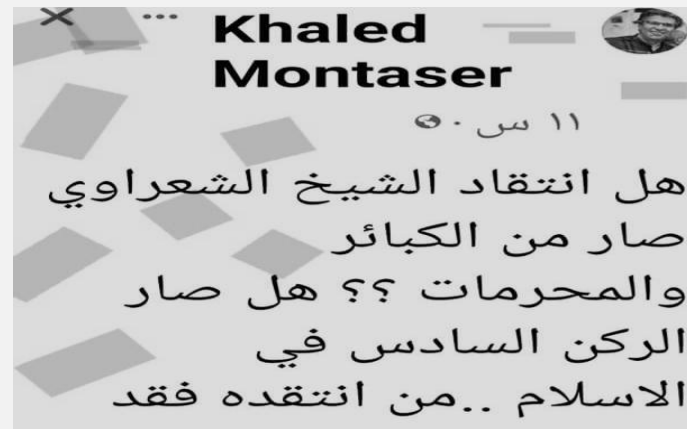 Khaled
Montaser
١١ س ·
هل انتقاد الشيخ الشعراوي
صار من الكبائر
والمحرمات ؟؟ هل صار
الركن السادس في
الاسلام ..من انتقده فقد